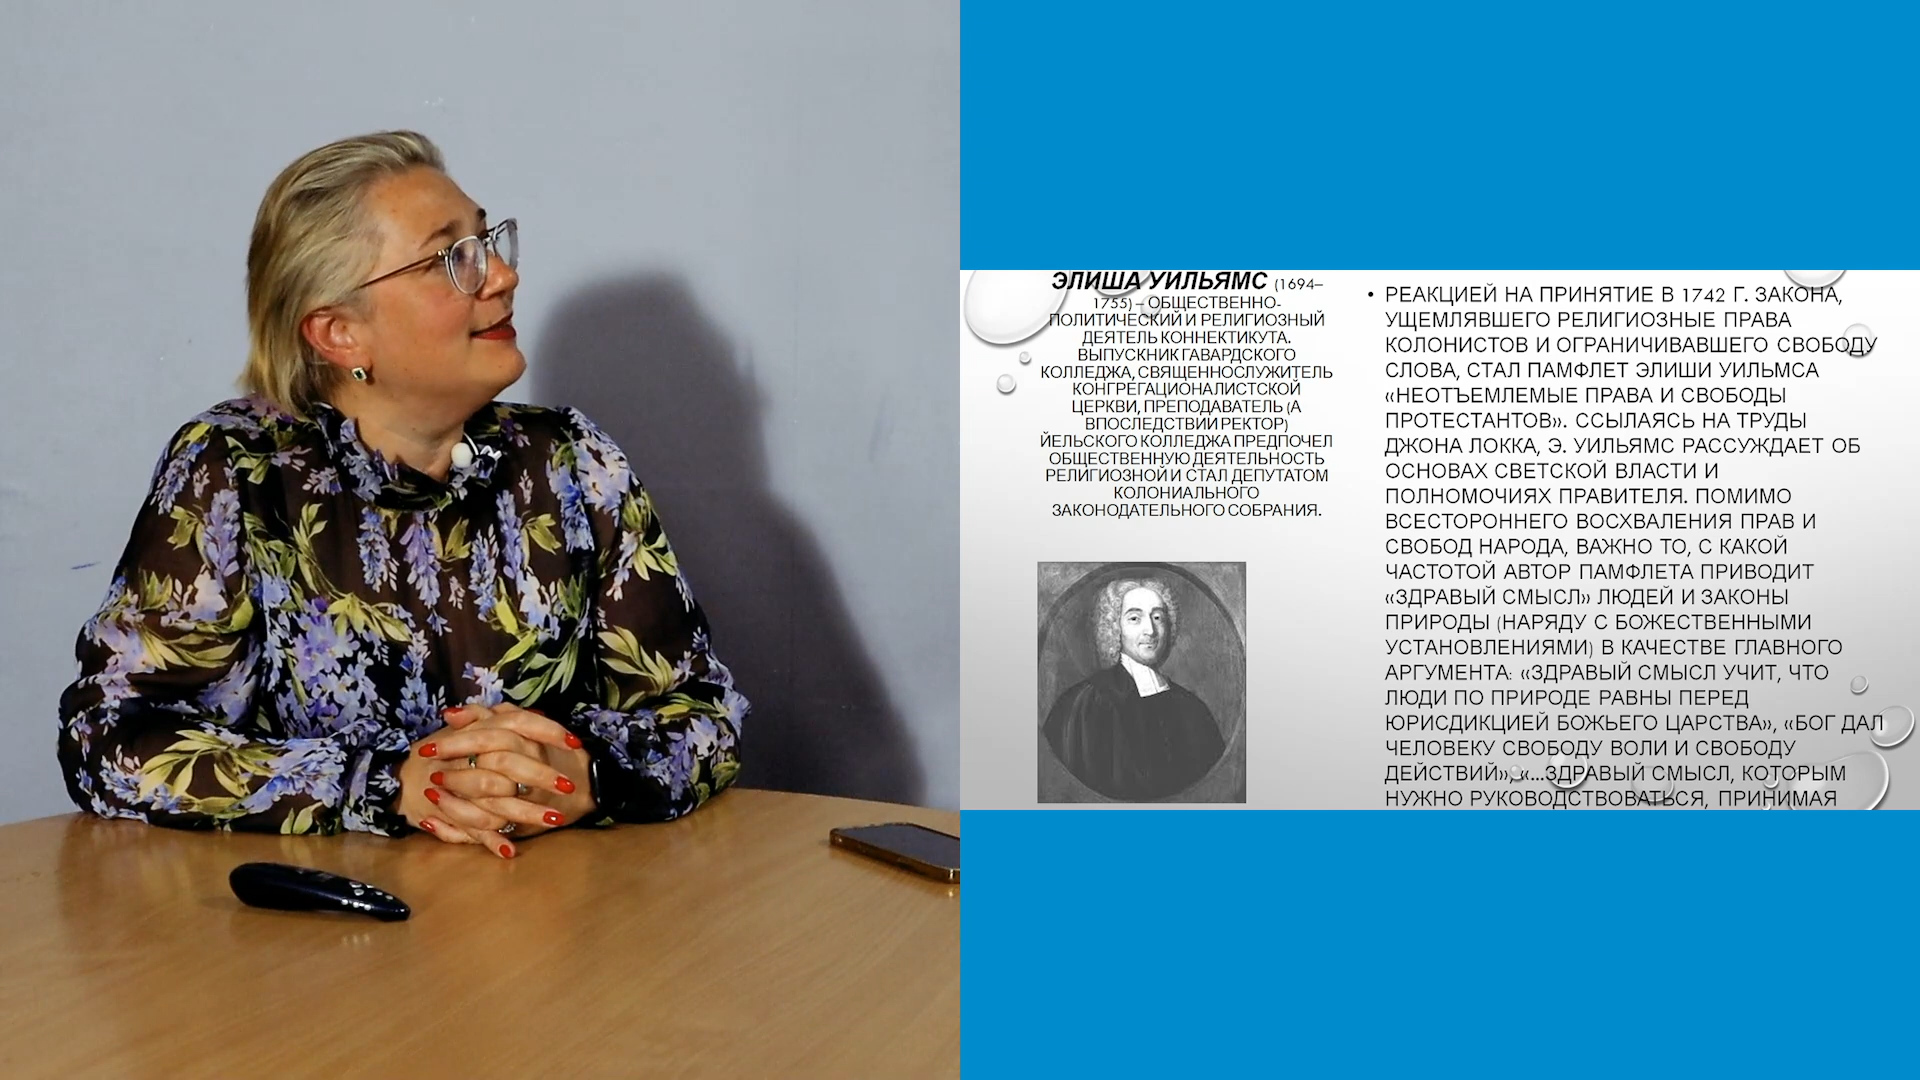 ЭЛИША УИЛЬЯМС (1694–
1755) – ОБЩЕСТВЕННО-
ПОЛИТИЧЕСКИЙ И РЕЛИГИОЗНЫЙ
ДЕЯТЕЛЬ КОННЕКТИКУТА.
ВЫПУСКНИК ГАВАРДСКОГО
КОЛЛЕДЖА, СВЯЩЕННОСЛУЖИТЕЛЬ
КОНГРЕГАЦИОНАЛИСТСКОЙ
ЦЕРКВИ, ПРЕПОДАВАТЕЛЬ (А
ВПОСЛЕДСТВИИ РЕКТОР)
ЙЕЛЬСКОГО КОЛЛЕДЖА ПРЕДПОЧЕЛ
ОБЩЕСТВЕННУЮ ДЕЯТЕЛЬНОСТЬ
РЕЛИГИОЗНОЙ И СТАЛ ДЕПУТАТОМ
КОЛОНИАЛЬНОГО
ЗАКОНОДАТЕЛЬНОГО СОБРАНИЯ.
• РЕАКЦИЕЙ НА ПРИНЯТИЕ В 1742 Г. ЗАКОНА,
УЩЕМЛЯВШЕГО РЕЛИГИОЗНЫЕ ПРАВА
КОЛОНИСТОВ И ОГРАНИЧИВАВШЕГО СВОБОДУ
СЛОВА, СТАЛ ПАМФЛЕТ ЭЛИШИ УИЛЬМСА
«НЕОТЪЕМЛЕМЫЕ ПРАВА И СВОБОДЫ
ПРОТЕСТАНТОВ». ССЫЛАЯСЬ НА ТРУДЫ
ДЖОНА ЛОККА, Э. УИЛЬЯМС РАССУЖДАЕТ ОБ
ОСНОВАХ СВЕТСКОЙ ВЛАСТИ И
ПОЛНОМОЧИЯХ ПРАВИТЕЛЯ. ПОМИМО
ВСЕСТОРОННЕГО ВОСХВАЛЕНИЯ ПРАВ И
СВОБОД НАРОДА, ВАЖНО ТО, С КАКОЙ
ЧАСТОТОЙ АВТОР ПАМФЛЕТА ПРИВОДИТ
«ЗДРАВЫЙ СМЫСЛ» ЛЮДЕЙ И ЗАКОНЫ
ПРИРОДЫ (НАРЯДУ С БОЖЕСТВЕННЫМИ
УСТАНОВЛЕНИЯМИ) В КАЧЕСТВЕ ГЛАВНОГО
АРГУМЕНТА: «ЗДРАВЫЙ СМЫСЛ УЧИТ, ЧТО
ЛЮДИ ПО ПРИРОДЕ РАВНЫ ПЕРЕД
ЮРИСДИКЦИЕЙ БОЖЬЕГО ЦАРСТВА», «БОГ ДАЛ
ЧЕЛОВЕКУ СВОБОДУ ВОЛИ И СВОБОДУ
ДЕЙСТВИЙ», «...ЗДРАВЫЙ СМЫСЛ, КОТОРЫМ
НУЖНО РУКОВОДСТВОВАТЬСЯ, ПРИНИМАЯ